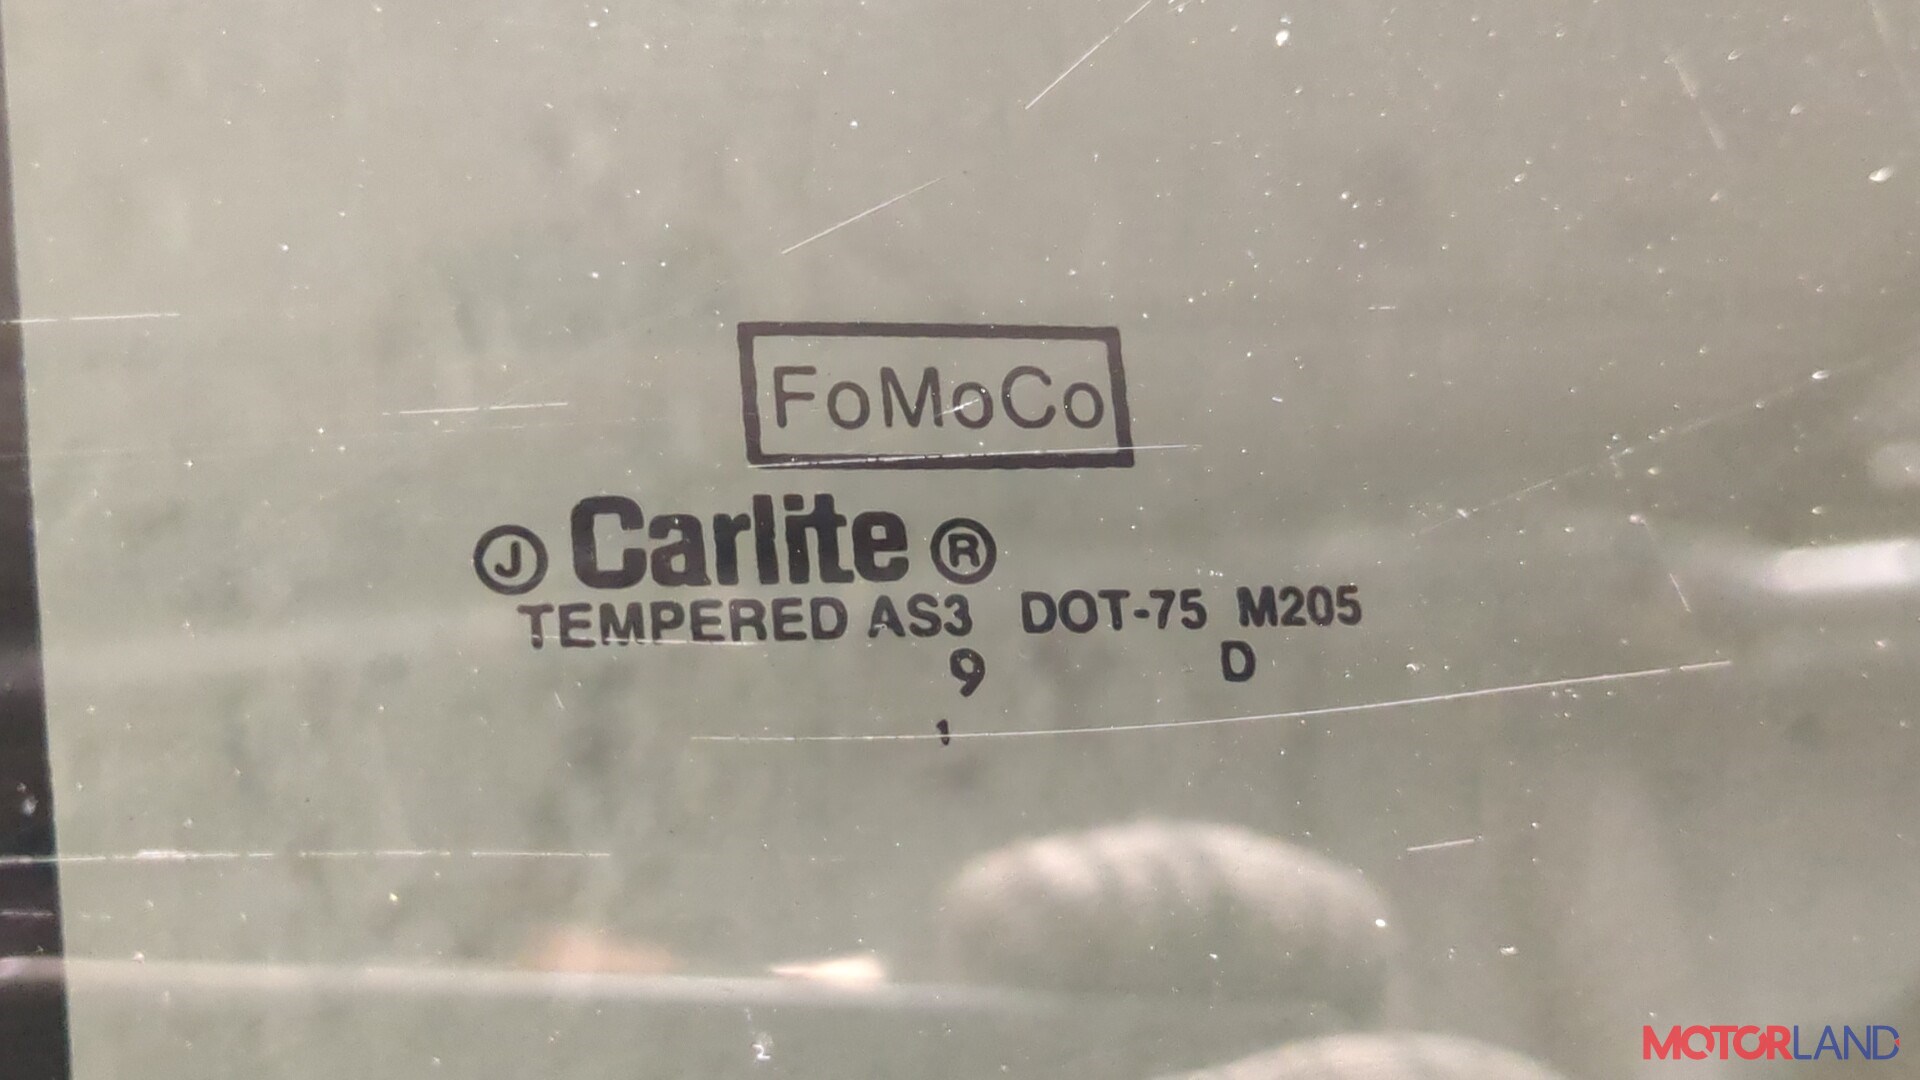 FoMoCo
J Carlite ®
TEMPERED AS3 DOT-75 M205
9 D
1
MOTORLAND